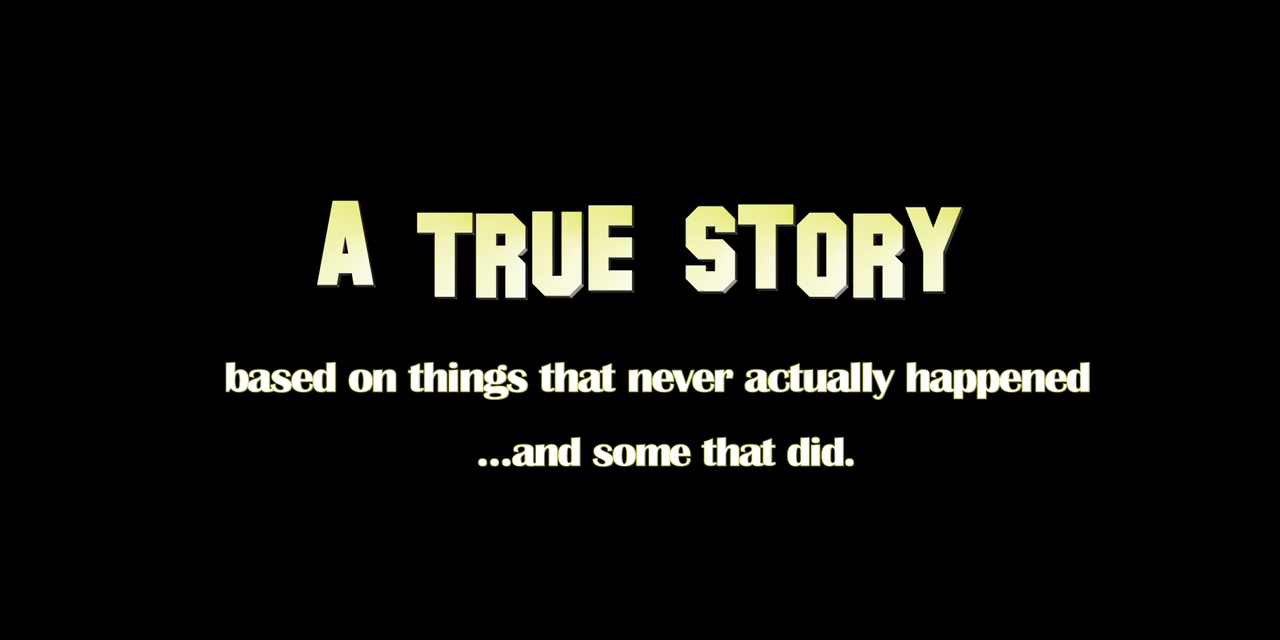 A TRUE STORY
based on things that never actually happened
...and some that did.